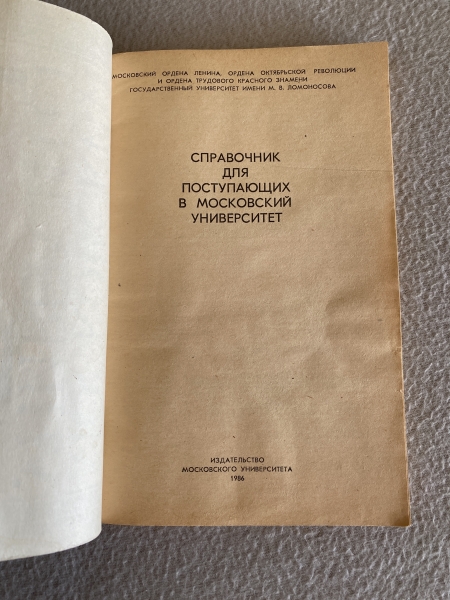 МОСКОВСКИЙ ОРДЕНА ЛЕНИНА, ОРДЕНА ОКТЯБРЬСКОЙ РЕВОЛЮЦИИ
И ОРДЕНА ТРУДОВОГО КРАСНОГО ЗНАМЕНИ
ГОСУДАРСТВЕННЫЙ УНИВЕРСИТЕТ ИМЕНИ М. В. ЛОМОНОСОВА
СПРАВОЧНИК
ДЛЯ
ПОСТУПАЮЩИХ
В МОСКОВСКИЙ
УНИВЕРСИТЕТ
ИЗДАТЕЛЬСТВО
МОСКОВСКОГО УНИВЕРСИТЕТА
1986